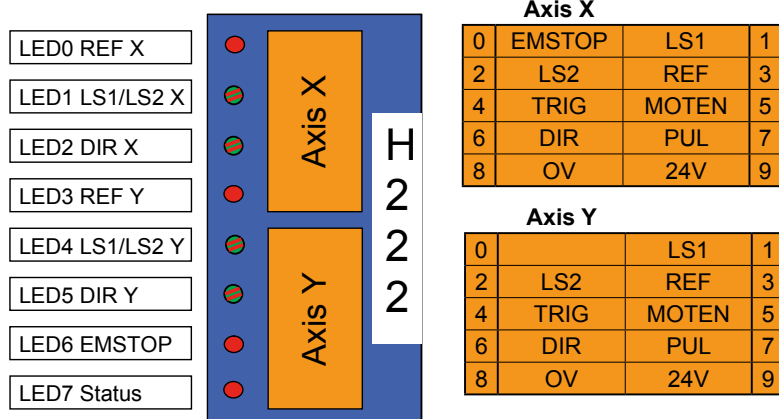 LED0 REF X
LED1 LS1/LS2 X
LED2 DIR X
LED3 REF Y
LED4 LS1/LS2 Y
LED5 DIR Y
LED6 EMSTOP
LED7 Status
Axis X
Axis Y
H
2
2
2
Axis X
0 EMSTOP LS1 1
2 LS2 REF 3
4 TRIG MOTEN 5
6 DIR PUL 7
8 OV 24V 9
Axis Y
0 LS1 1
2 LS2 REF 3
4 TRIG MOTEN 5
6 DIR PUL 7
8 OV 24V 9